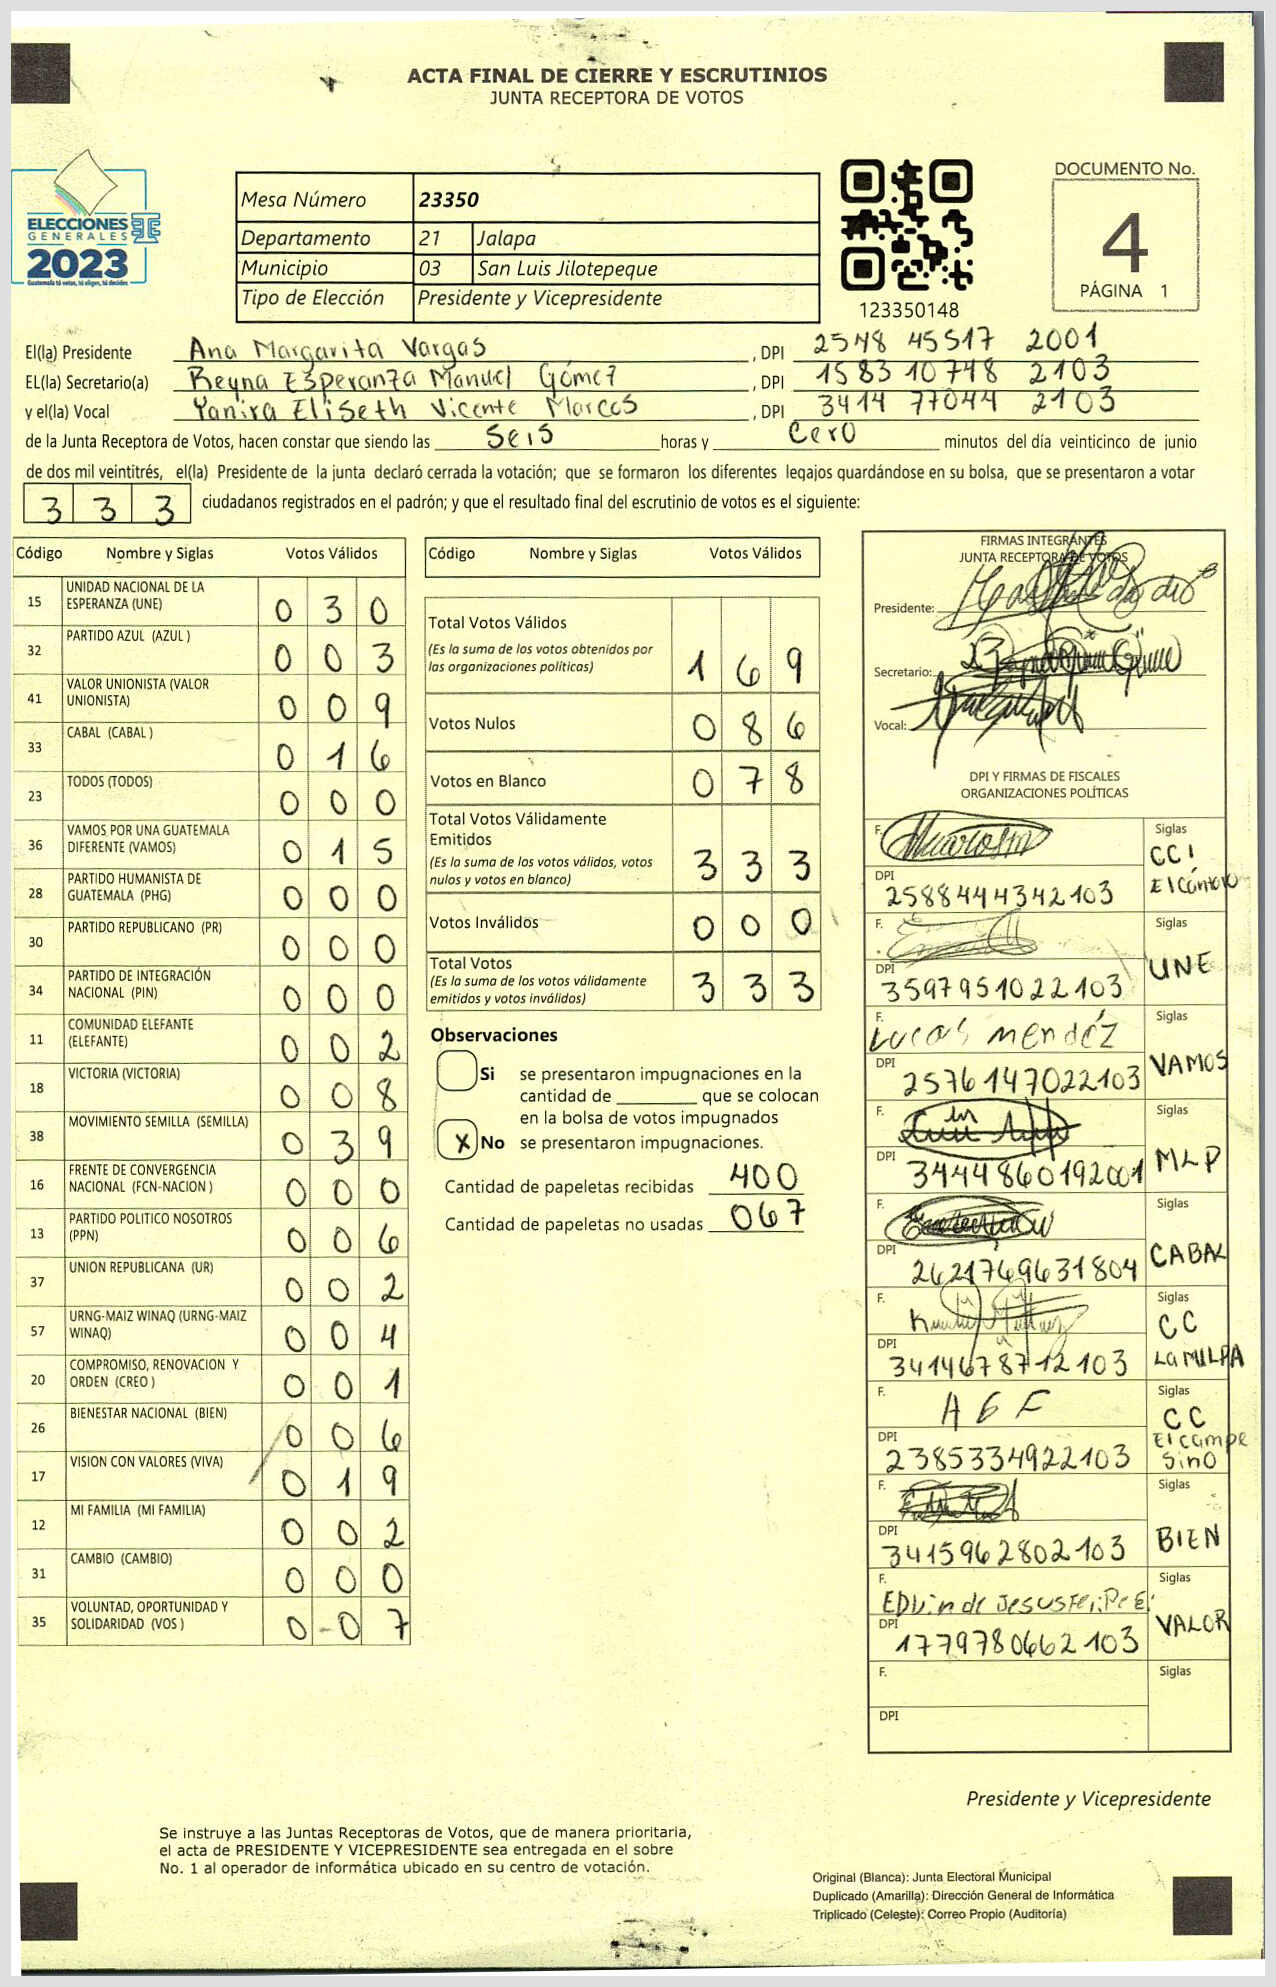 ACTA FINAL DE CIERRE Y ESCRUTINIOS
JUNTA RECEPTORA DE VOTOS
ELECCIONES
GENERALES
2023
Guatemala tú votas, tú eliges, tú decides
Mesa Número 23350
Departamento 21 Jalapa
Municipio 03 San Luis Jilotepeque
Tipo de Elección Presidente y Vicepresidente
123350148
DOCUMENTO No.
4
PÁGINA 1
El(la) Presidente Ana Margarita Vargas , DPI 2548 45517 2001
EL(la) Secretario(a) Reyna Esperanza Manuel Gómez , DPI 1583 10748 2103
y el(la) Vocal Yanira Eliseth Vicente Marcos , DPI 3414 77044 2103
de la Junta Receptora de Votos, hacen constar que siendo las Seis horas y Cero minutos del día veinticinco de junio
de dos mil veintitrés, el(la) Presidente de la junta declaró cerrada la votación; que se formaron los diferentes legajos quardándose en su bolsa, que se presentaron a votar
3 3 3 ciudadanos registrados en el padrón; y que el resultado final del escrutinio de votos es el siguiente:
Código Nombre y Siglas Votos Válidos
15 UNIDAD NACIONAL DE LA ESPERANZA (UNE) 0 3 0
32 PARTIDO AZUL (AZUL ) 0 0 3
41 VALOR UNIONISTA (VALOR UNIONISTA) 0 0 9
33 CABAL (CABAL ) 0 1 6
23 TODOS (TODOS) 0 0 0
36 VAMOS POR UNA GUATEMALA DIFERENTE (VAMOS) 0 1 5
28 PARTIDO HUMANISTA DE GUATEMALA (PHG) 0 0 0
30 PARTIDO REPUBLICANO (PR) 0 0 0
34 PARTIDO DE INTEGRACIÓN NACIONAL (PIN) 0 0 0
11 COMUNIDAD ELEFANTE (ELEFANTE) 0 0 2
18 VICTORIA (VICTORIA) 0 0 8
38 MOVIMIENTO SEMILLA (SEMILLA) 0 3 9
16 FRENTE DE CONVERGENCIA NACIONAL (FCN-NACION ) 0 0 0
13 PARTIDO POLITICO NOSOTROS (PPN) 0 0 6
37 UNION REPUBLICANA (UR) 0 0 2
57 URNG-MAIZ WINAQ (URNG-MAIZ WINAQ) 0 0 4
20 COMPROMISO, RENOVACION Y ORDEN (CREO ) 0 0 1
26 BIENESTAR NACIONAL (BIEN) 0 0 6
17 VISION CON VALORES (VIVA) 0 1 9
12 MI FAMILIA (MI FAMILIA) 0 0 2
31 CAMBIO (CAMBIO) 0 0 0
35 VOLUNTAD, OPORTUNIDAD Y SOLIDARIDAD (VOS ) 0 0 7
Código Nombre y Siglas Votos Válidos
Total Votos Válidos
(Es la suma de los votos obtenidos por
las organizaciones políticas) 1 6 9
Votos Nulos 0 8 6
Votos en Blanco 0 7 8
Total Votos Válidamente
Emitidos
(Es la suma de los votos válidos, votos
nulos y votos en blanco) 3 3 3
Votos Inválidos 0 0 0
Total Votos
(Es la suma de los votos válidamente
emitidos y votos inválidos) 3 3 3
Observaciones
Si se presentaron impugnaciones en la
cantidad de ________ que se colocan
en la bolsa de votos impugnados
X No se presentaron impugnaciones.
Cantidad de papeletas recibidas 400
Cantidad de papeletas no usadas 067
FIRMAS INTEGRANTES
JUNTA RECEPTORA DE VOTOS
Presidente:
Secretario:
Vocal:
DPI Y FIRMAS DE FISCALES
ORGANIZACIONES POLÍTICAS
F. Siglas
CC1
DPI 2588444342103 El Cántaro
F. Siglas
DPI 3597951022103 UNE
F. Lucas Mendéz Siglas
DPI 2576147022103 VAMOS
F. Siglas
DPI 3444860192001 MLP
F. Siglas
DPI 2621769631804 CABAL
F. Siglas
CC
DPI 3414678712103 La MILPA
F. Siglas
CC
DPI 2385334922103 El campe
sino
F. Siglas
DPI 3415962802103 BIEN
F. EDvin de Jesus Felipe E. Siglas
DPI 1779780662103 VALOR
F. Siglas
DPI
Presidente y Vicepresidente
Se instruye a las Juntas Receptoras de Votos, que de manera prioritaria,
el acta de PRESIDENTE Y VICEPRESIDENTE sea entregada en el sobre
No. 1 al operador de informática ubicado en su centro de votación.
Original (Blanca): Junta Electoral Municipal
Duplicado (Amarilla): Dirección General de Informática
Triplicado (Celeste): Correo Propio (Auditoría)